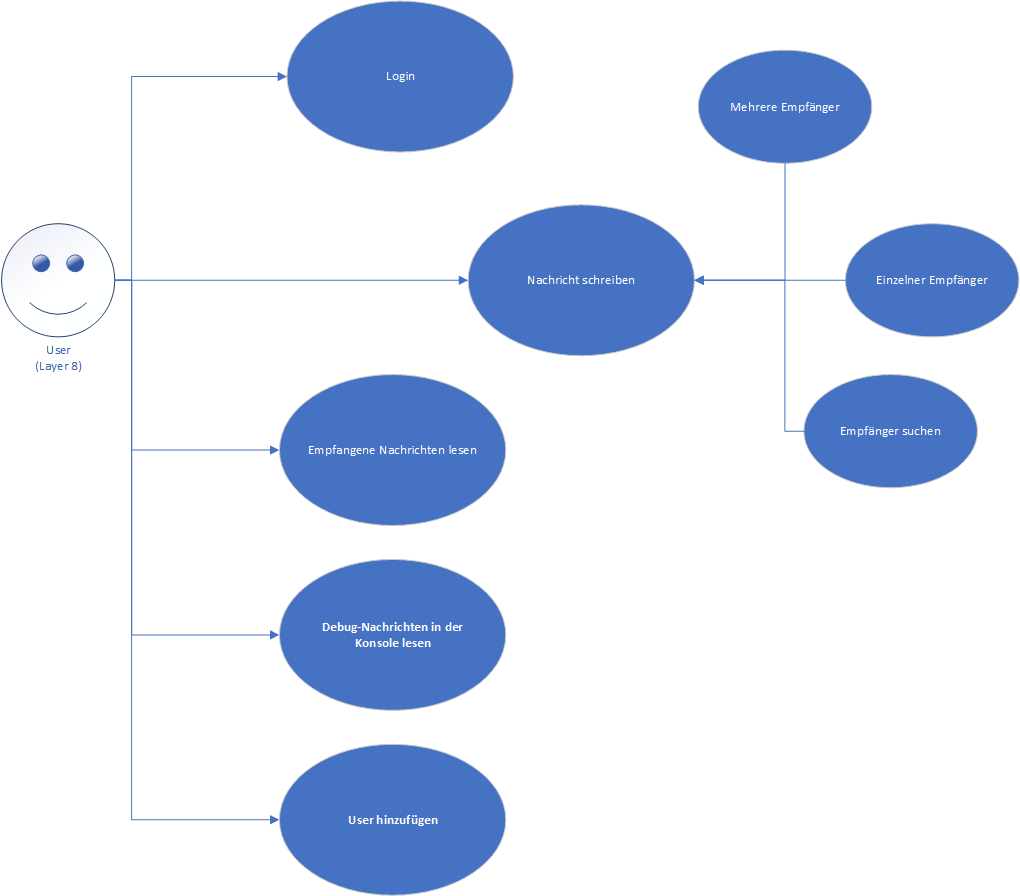 Login
Mehrere Empfänger
Nachricht schreiben
Einzelner Empfänger
User
(Layer 8)
Empfänger suchen
Empfangene Nachrichten lesen
Debug-Nachrichten in der
Konsole lesen
User hinzufügen